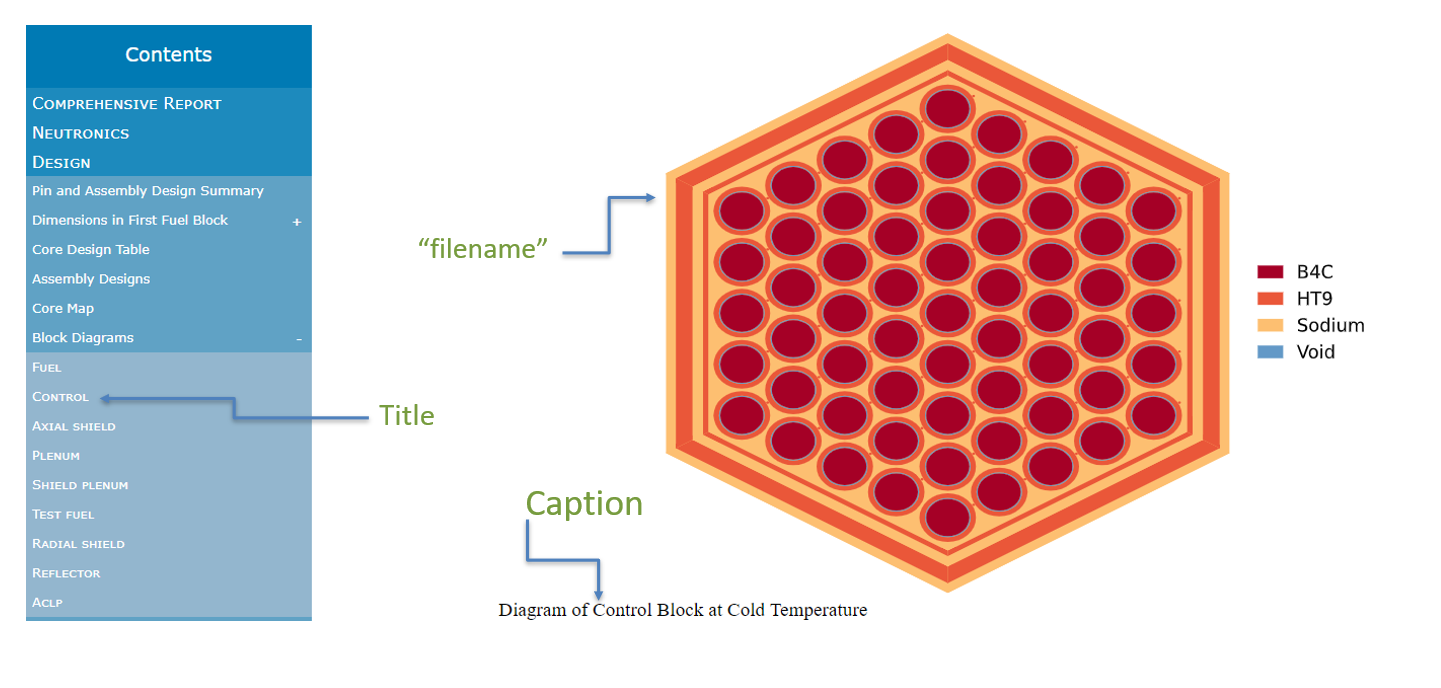 Contents
COMPREHENSIVE REPORT
NEUTRONICS
DESIGN
Pin and Assembly Design Summary
Dimensions in First Fuel Block +
Core Design Table
Assembly Designs
Core Map
Block Diagrams -
FUEL
CONTROL
AXIAL SHIELD
PLENUM
SHIELD PLENUM
TEST FUEL
RADIAL SHIELD
REFLECTOR
ACLP
“filename”
Title
Caption
Diagram of Control Block at Cold Temperature
B4C
HT9
Sodium
Void